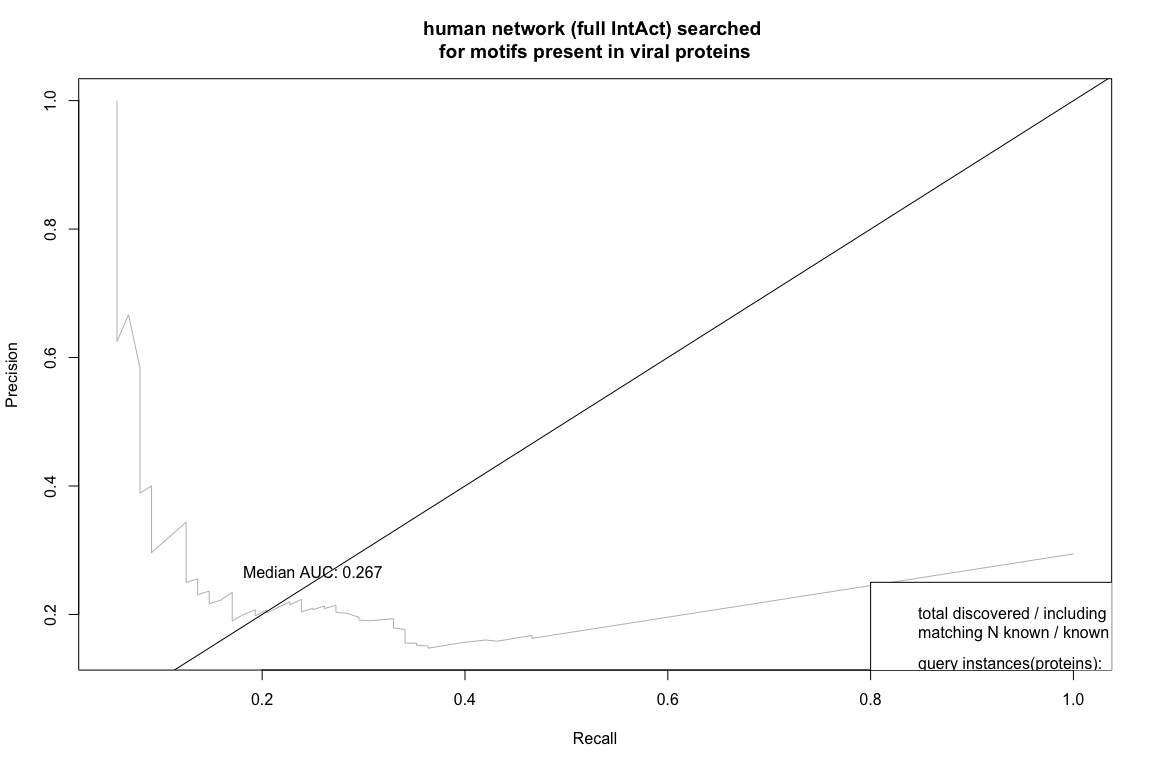 human network (full IntAct) searched
for motifs present in viral proteins
1.0
0.8
0.6
0.4
0.2
Precision
Median AUC: 0.267
total discovered / including
matching N known / known
query instances(proteins):
0.2
0.4
0.6
0.8
1.0
Recall